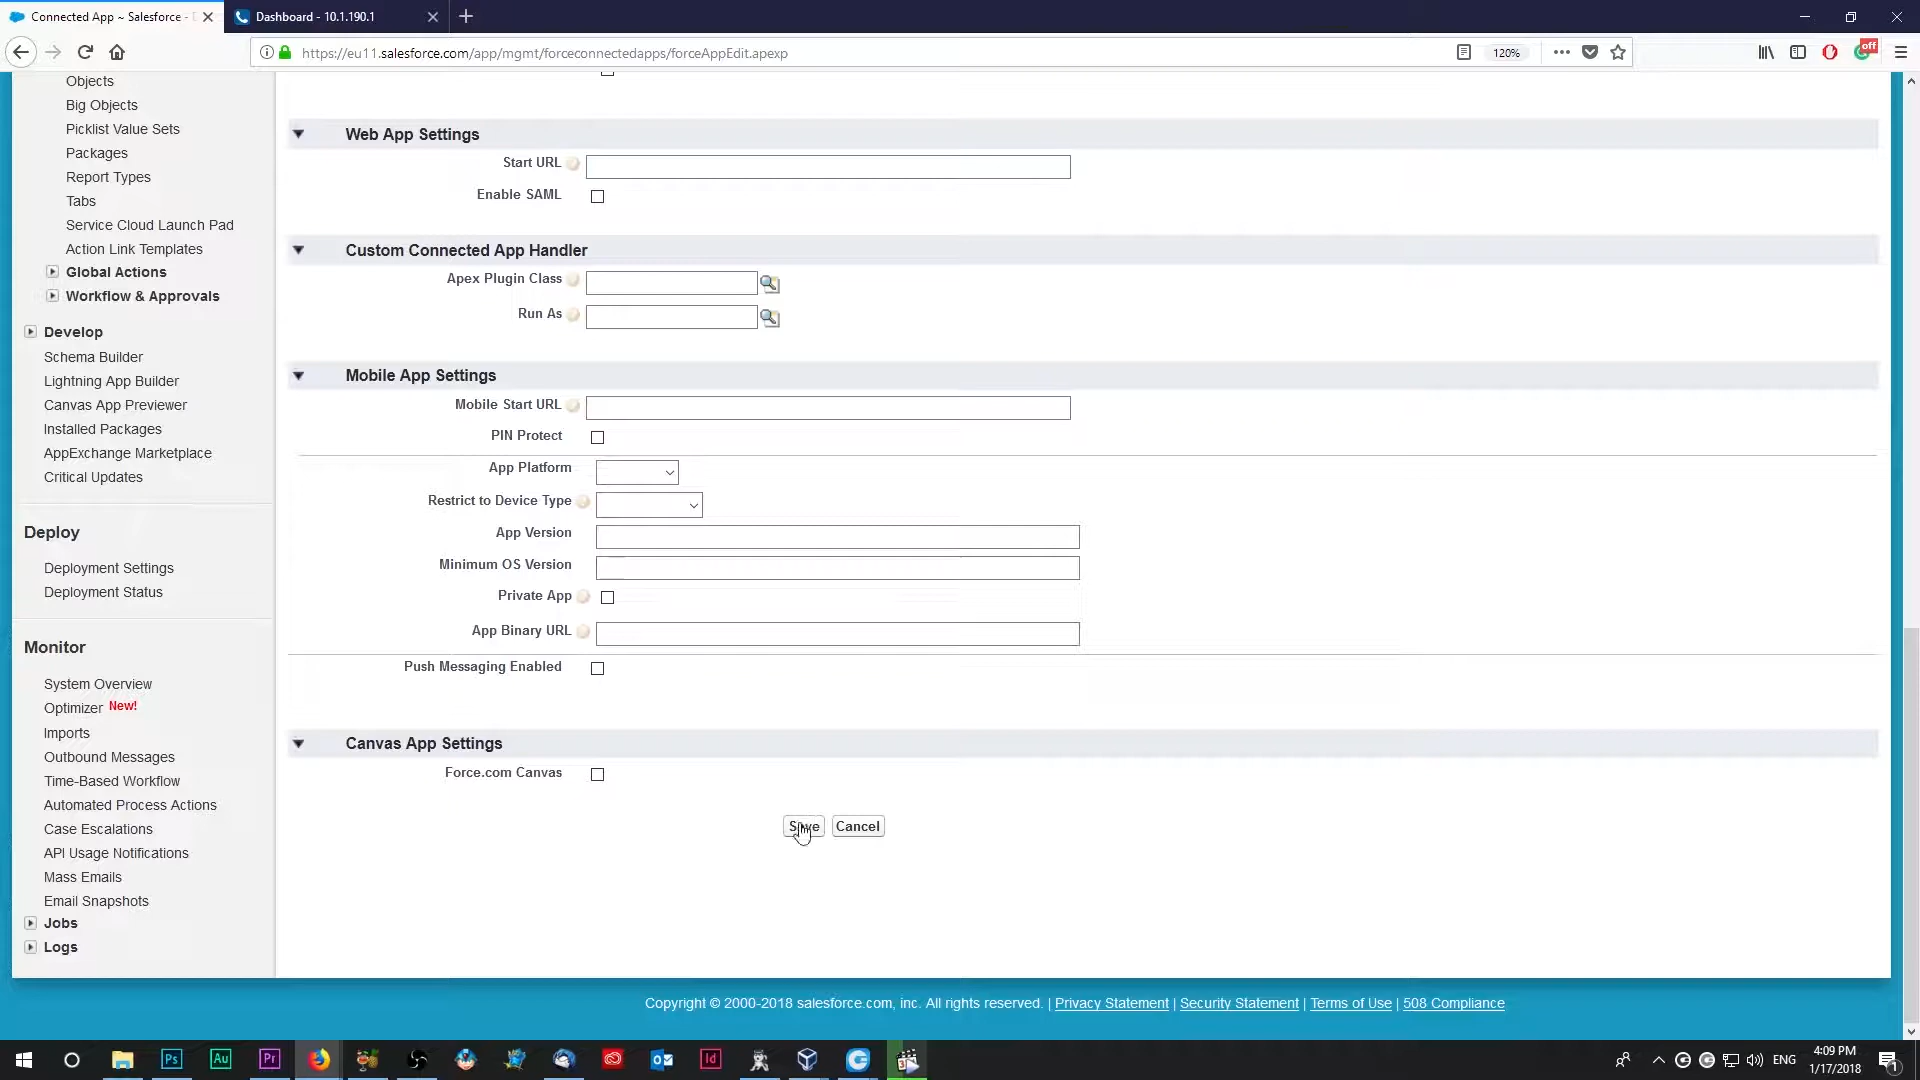 Connected App ~ Salesforce -
Dashboard - 10.1.190.1
https://eu11.salesforce.com/app/mgmt/forceconnectedapps/forceAppEdit.apexp
120%
off
Objects
Big Objects
Picklist Value Sets
Packages
Report Types
Tabs
Service Cloud Launch Pad
Action Link Templates
Global Actions
Workflow & Approvals
Develop
Schema Builder
Lightning App Builder
Canvas App Previewer
Installed Packages
AppExchange Marketplace
Critical Updates
Deploy
Deployment Settings
Deployment Status
Monitor
System Overview
Optimizer New!
Imports
Outbound Messages
Time-Based Workflow
Automated Process Actions
Case Escalations
API Usage Notifications
Mass Emails
Email Snapshots
Jobs
Logs
Web App Settings
Start URL
Enable SAML
Custom Connected App Handler
Apex Plugin Class
Run As
Mobile App Settings
Mobile Start URL
PIN Protect
App Platform
Restrict to Device Type
App Version
Minimum OS Version
Private App
App Binary URL
Push Messaging Enabled
Canvas App Settings
Force.com Canvas
Save Cancel
Copyright © 2000-2018 salesforce.com, inc. All rights reserved. | Privacy Statement | Security Statement | Terms of Use | 508 Compliance
Ps
Au
Pr
Id
ENG
4:09 PM
1/17/2018
1